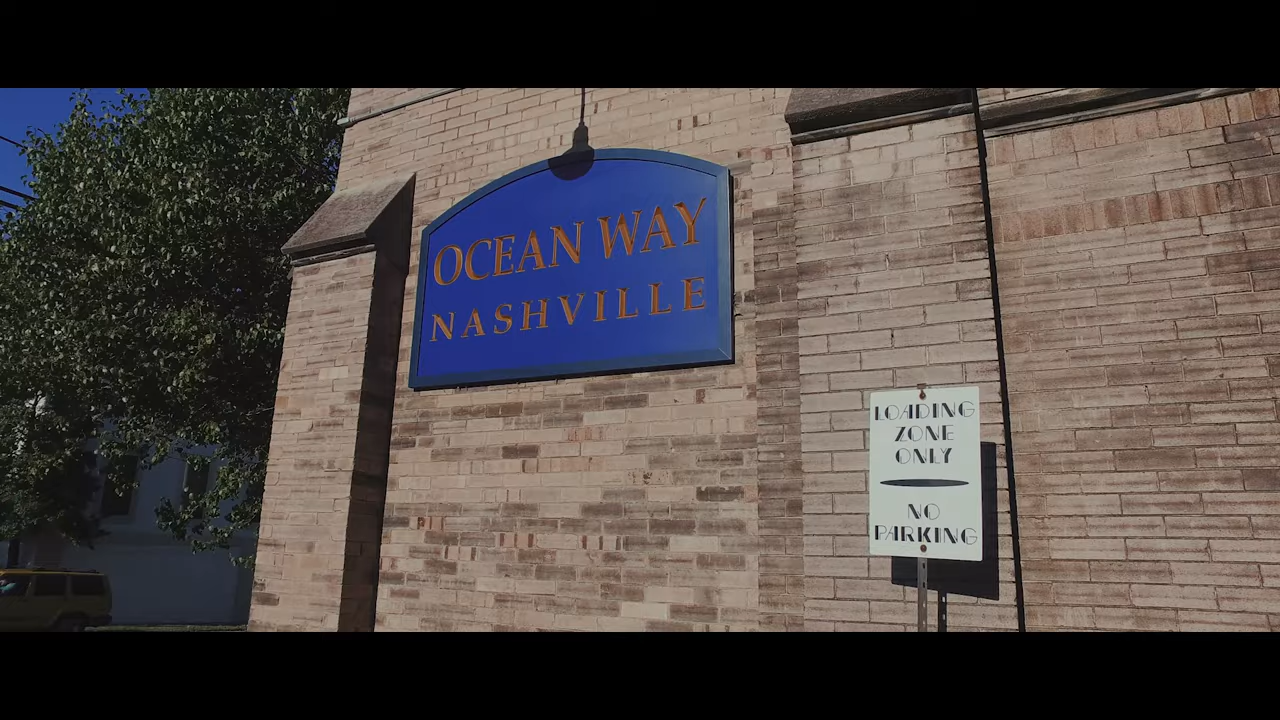 OCEAN WAY
NASHVILLE
LOADING
ZONE
ONLY
NO
PARKING